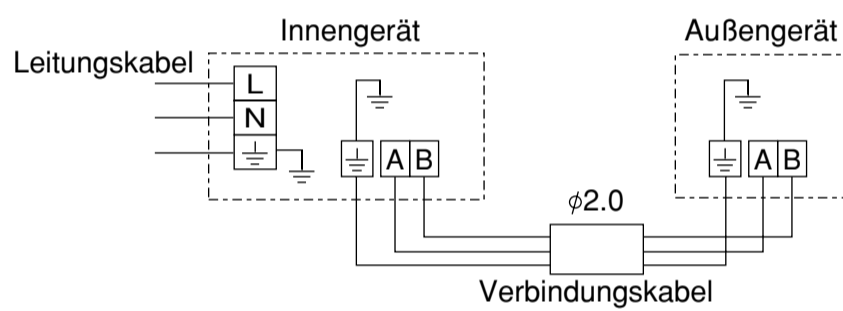 Innengerät
Außengerät
Leitungskabel
L
N
A B
A B
ϕ2.0
Verbindungskabel